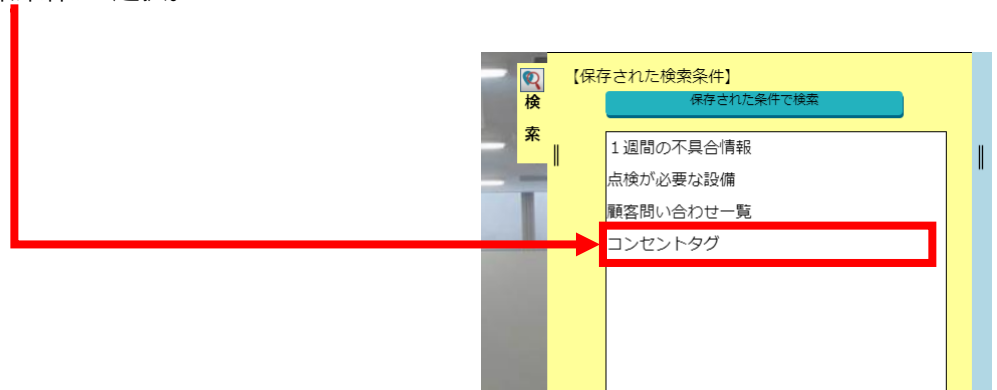 【保存された検索条件】
検
索
保存された条件で検索
１週間の不具合情報
点検が必要な設備
顧客問い合わせ一覧
コンセントタグ